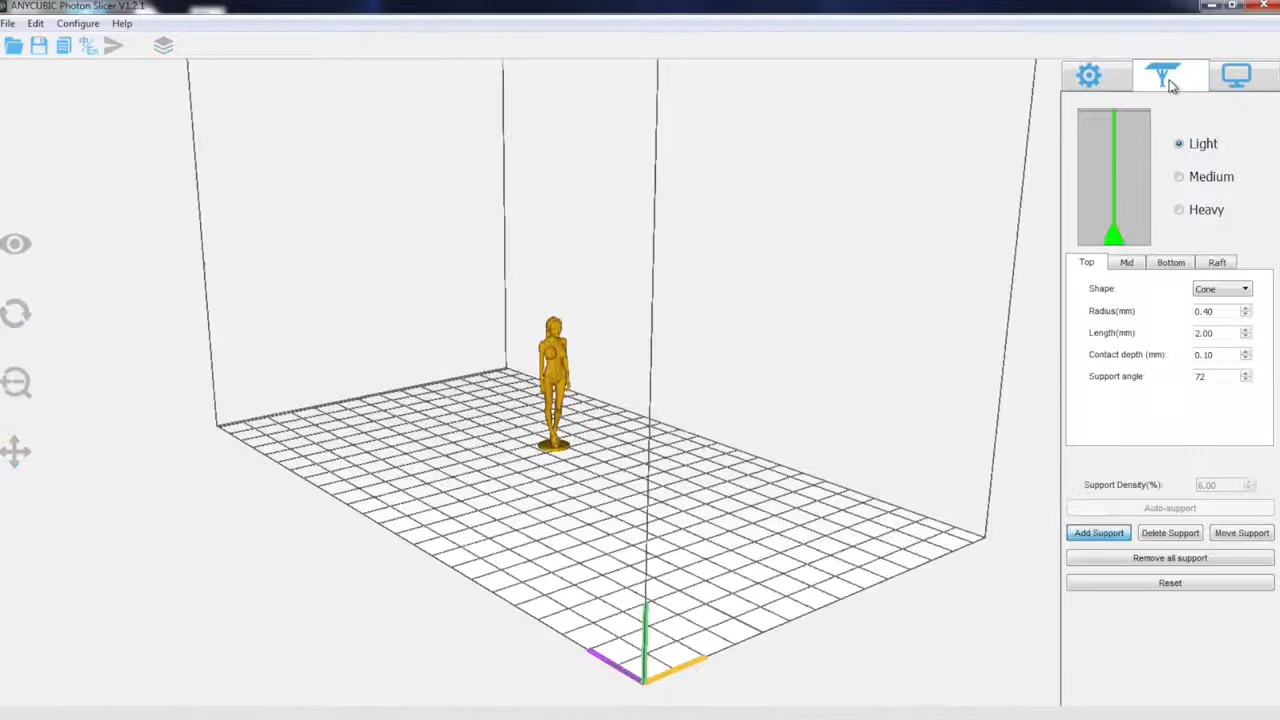 ANYCUBIC Photon Slicer V1.2.1
File Edit Configure Help
中/En
Light
Medium
Heavy
Top Mid Bottom Raft
Shape: Cone
Radius(mm): 0.40
Length(mm): 2.00
Contact depth (mm): 0.10
Support angle: 72
Support Density(%): 6.00
Auto-support
Add Support Delete Support Move Support
Remove all support
Reset